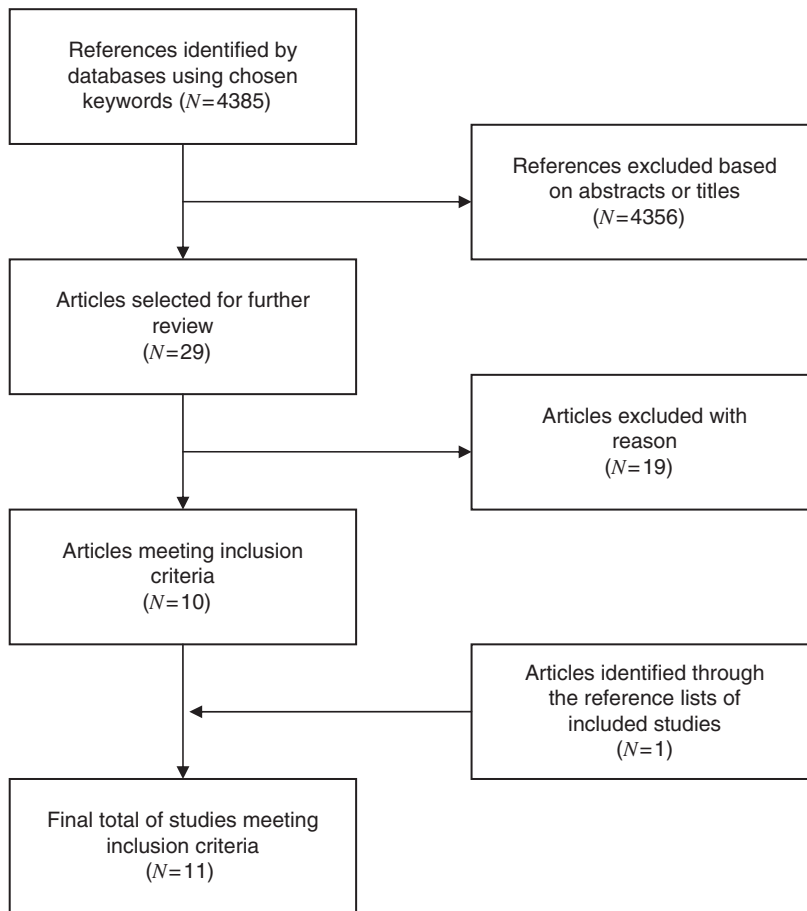 References identified by
databases using chosen
keywords (N=4385)
References excluded based
on abstracts or titles
(N=4356)
Articles selected for further
review
(N=29)
Articles excluded with
reason
(N=19)
Articles meeting inclusion
criteria
(N=10)
Articles identified through
the reference lists of
included studies
(N=1)
Final total of studies meeting
inclusion criteria
(N=11)